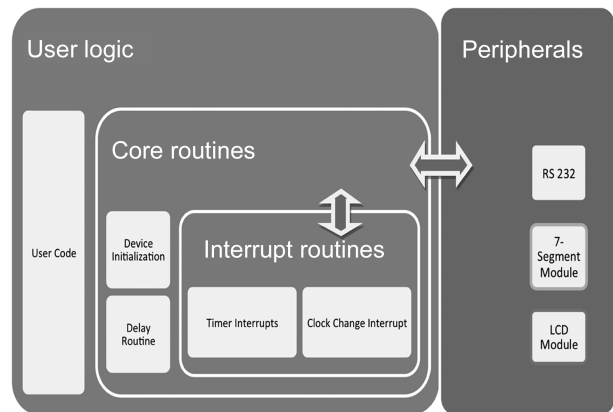 User logic
Peripherals
Core routines
RS 232
User Code
Device
Initialization
Interrupt routines
7-
Segment
Module
Delay
Routine
Timer Interrupts
Clock Change Interrupt
LCD
Module